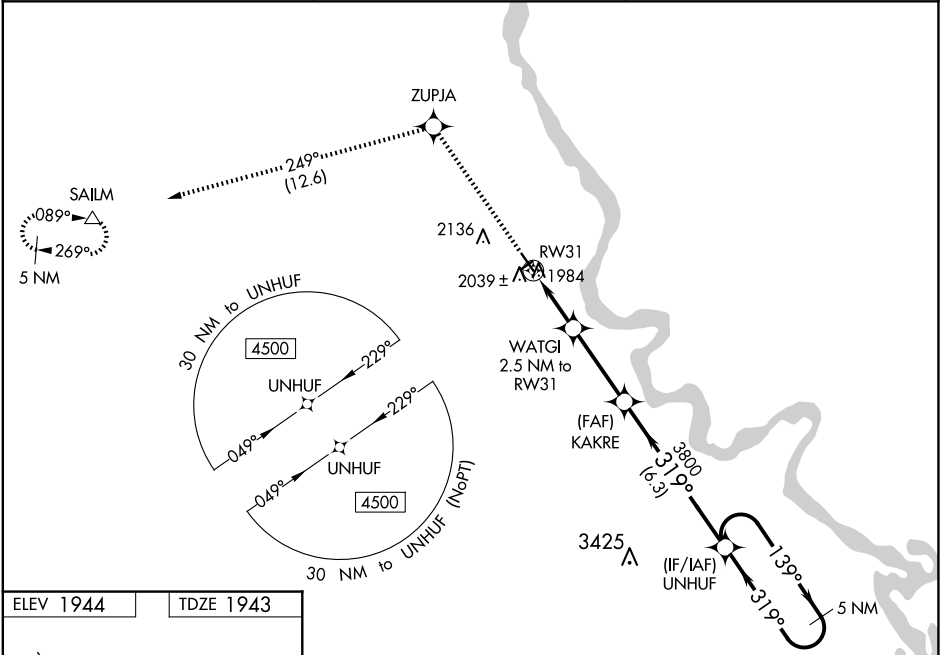 ZUPJA
249°
(12.6)
SAILM
089°
269°
5 NM
2136
RW31
2039 ±
1984
WATGI
2.5 NM to
RW31
(FAF)
KAKRE
3800
319°
(6.3)
3425
(IF/IAF)
UNHUF
139°
319°
5 NM
30 NM to UNHUF
4500
229°
UNHUF
049°
229°
UNHUF
049°
4500
30 NM to UNHUF (NoPT)
ELEV 1944
TDZE 1943